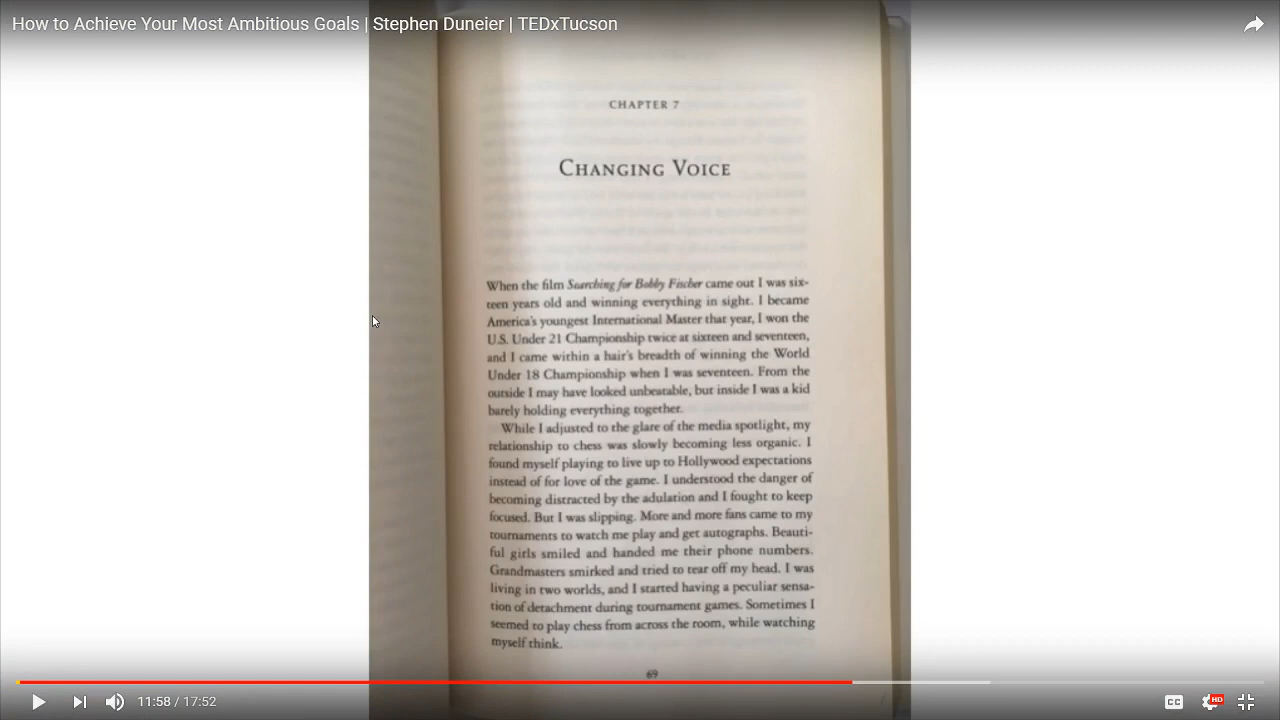 How to Achieve Your Most Ambitious Goals | Stephen Duneier | TEDxTucson
CHAPTER 7
CHANGING VOICE
When the film Searching for Bobby Fischer came out I was six-
teen years old and winning everything in sight. I became
America's youngest International Master that year, I won the
U.S. Under 21 Championship twice at sixteen and seventeen,
and I came within a hair's breadth of winning the World
Under 18 Championship when I was seventeen. From the
outside I may have looked unbeatable, but inside I was a kid
barely holding everything together.
While I adjusted to the glare of the media spotlight, my
relationship to chess was slowly becoming less organic. I
found myself playing to live up to Hollywood expectations
instead of for love of the game. I understood the danger of
becoming distracted by the adulation and I fought to keep
focused. But I was slipping. More and more fans came to my
tournaments to watch me play and get autographs. Beauti-
ful girls smiled and handed me their phone numbers.
Grandmasters smirked and tried to tear off my head. I was
living in two worlds, and I started having a peculiar sensa-
tion of detachment during tournament games. Sometimes I
seemed to play chess from across the room, while watching
myself think.
69
11:58 / 17:52
CC
HD